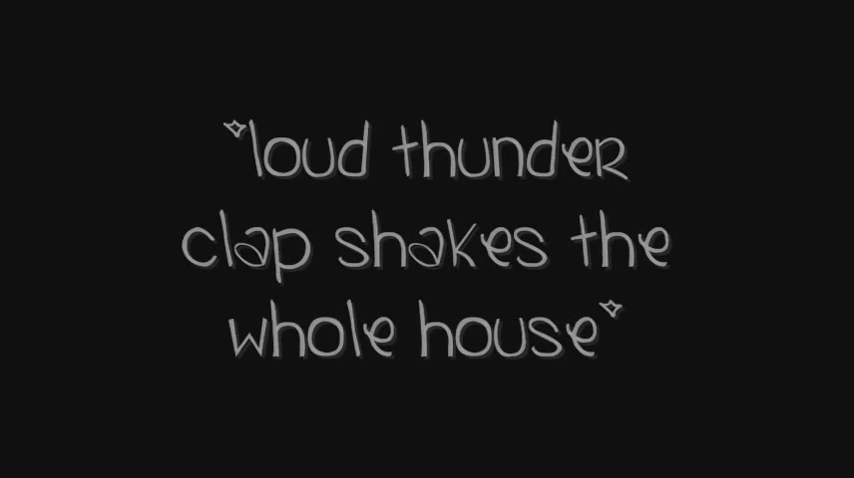 *loud thunder
clap shakes the
whole house*